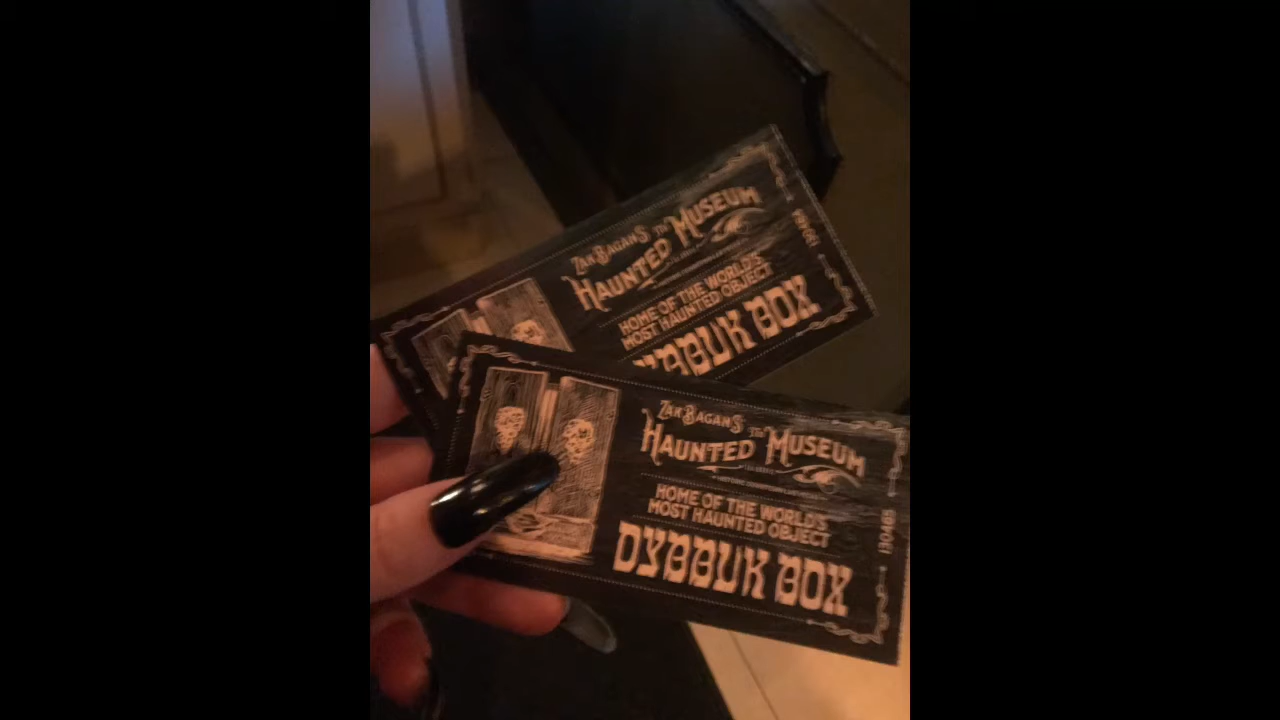 ZAK BAGANS
THE
HAUNTED MUSEUM
HOME OF THE WORLD'S
MOST HAUNTED OBJECT
BOX
ZAK BAGANS
THE
HAUNTED MUSEUM
HOME OF THE WORLD'S
MOST HAUNTED OBJECT
DYBBUK BOX
130465